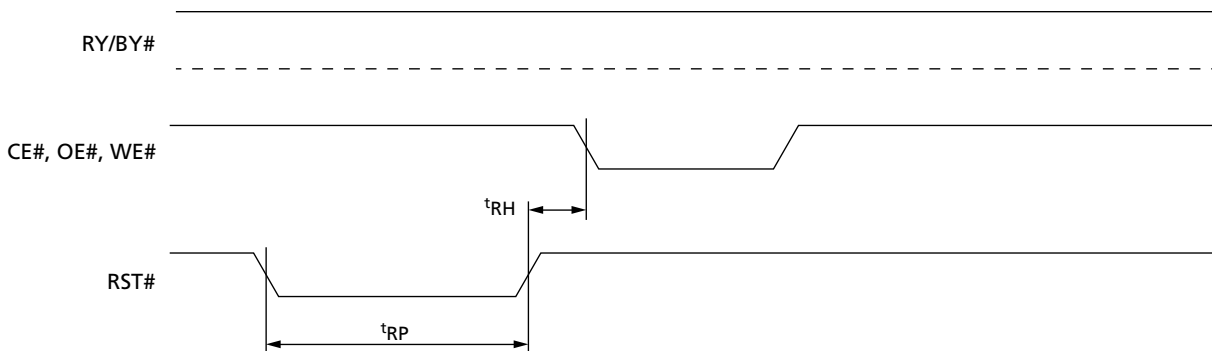 RY/BY#
CE#, OE#, WE#
tRH
RST#
tRP